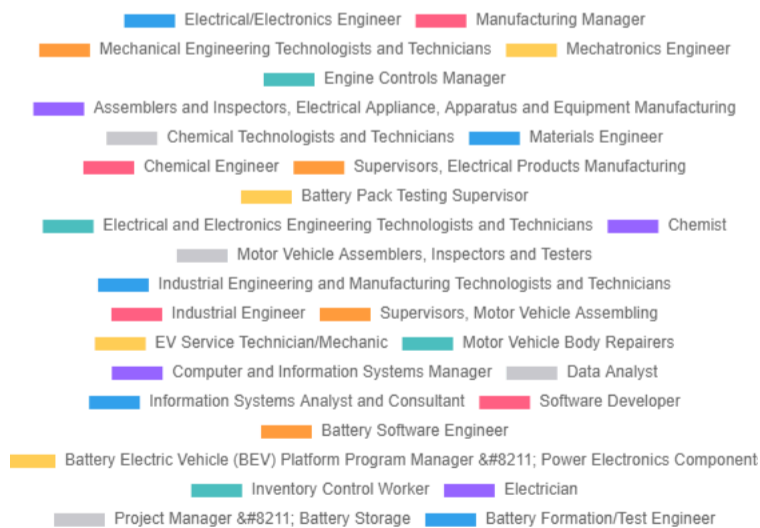 Electrical/Electronics Engineer Manufacturing Manager
Mechanical Engineering Technologists and Technicians Mechatronics Engineer
Engine Controls Manager
Assemblers and Inspectors, Electrical Appliance, Apparatus and Equipment Manufacturing
Chemical Technologists and Technicians Materials Engineer
Chemical Engineer Supervisors, Electrical Products Manufacturing
Battery Pack Testing Supervisor
Electrical and Electronics Engineering Technologists and Technicians Chemist
Motor Vehicle Assemblers, Inspectors and Testers
Industrial Engineering and Manufacturing Technologists and Technicians
Industrial Engineer Supervisors, Motor Vehicle Assembling
EV Service Technician/Mechanic Motor Vehicle Body Repairers
Computer and Information Systems Manager Data Analyst
Information Systems Analyst and Consultant Software Developer
Battery Software Engineer
Battery Electric Vehicle (BEV) Platform Program Manager &#8211; Power Electronics Components
Inventory Control Worker Electrician
Project Manager &#8211; Battery Storage Battery Formation/Test Engineer